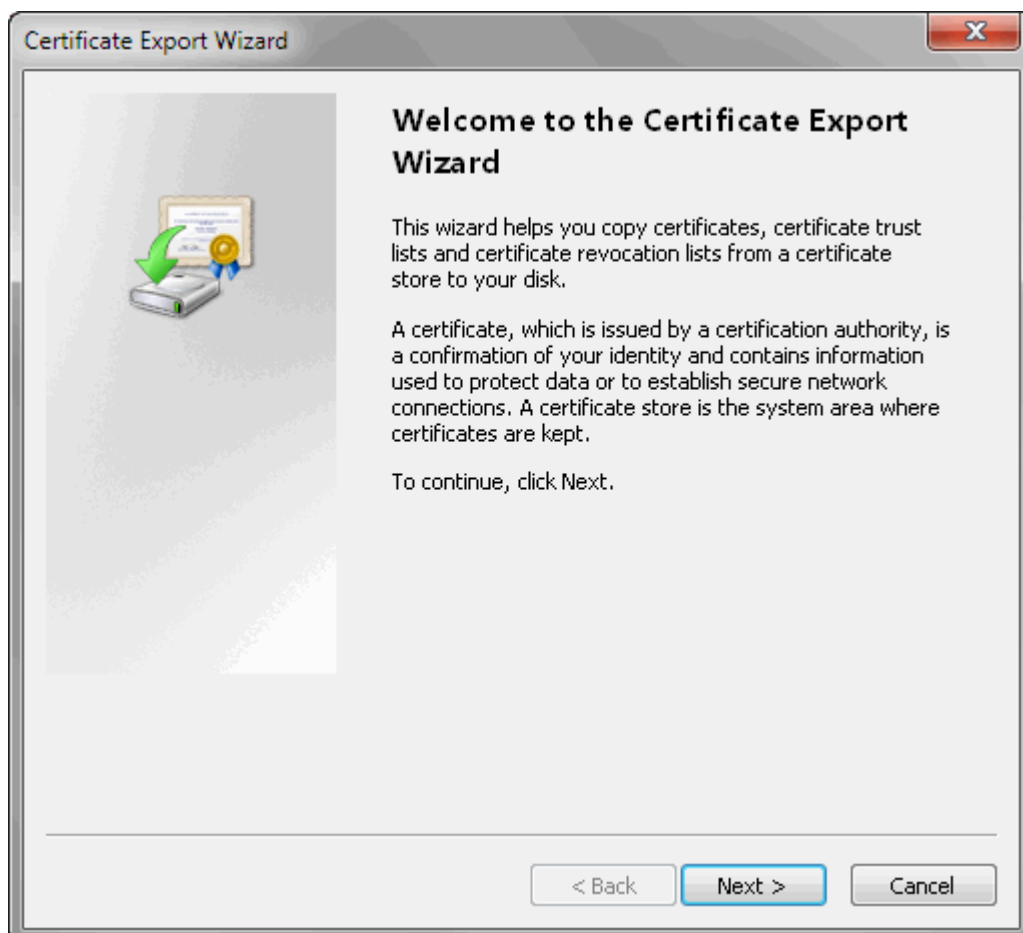 Certificate Export Wizard
Welcome to the Certificate Export
Wizard
This wizard helps you copy certificates, certificate trust
lists and certificate revocation lists from a certificate
store to your disk.
A certificate, which is issued by a certification authority, is
a confirmation of your identity and contains information
used to protect data or to establish secure network
connections. A certificate store is the system area where
certificates are kept.
To continue, click Next.
< Back
Next >
Cancel